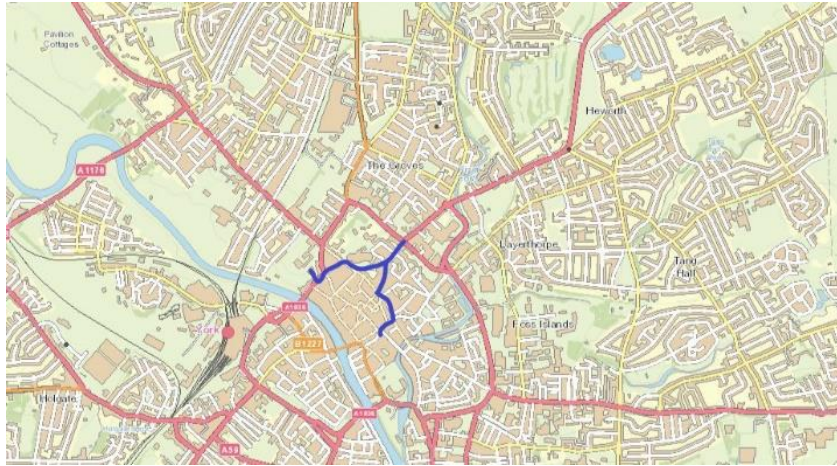 Pavilion
Cottages
Heworth
The Groves
A1176
Layerthorpe
Tang
Hall
A1036
Foss Islands
York
B1227
Holgate
A1036
A59